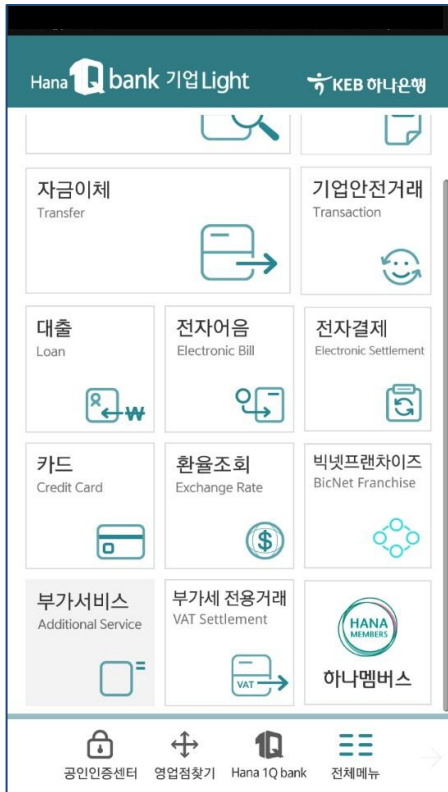 Hana 1Q bank 기업 Light
KEB 하나은행
자금이체
Transfer
기업안전거래
Transaction
대출
Loan
전자어음
Electronic Bill
전자결제
Electronic Settlement
카드
Credit Card
환율조회
Exchange Rate
빅넷프랜차이즈
BicNet Franchise
부가서비스
Additional Service
부가세 전용거래
VAT Settlement
VAT
HANA
MEMBERS
하나멤버스
공인인증센터
영업점찾기
1Q
Hana 1Q bank
전체메뉴